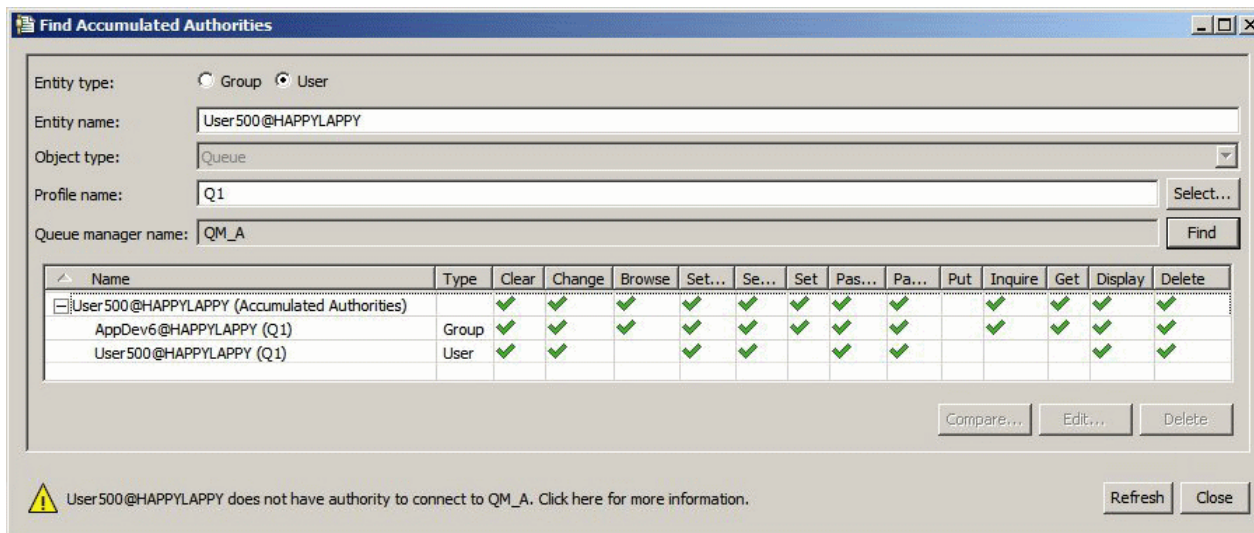 Find Accumulated Authorities
Entity type: Group User
Entity name: User500@HAPPYLAPPY
Object type: Queue
Profile name: Q1 Select...
Queue manager name: QM_A Find
Name Type Clear Change Browse Set... Se... Set Pas... Pa... Put Inquire Get Display Delete
User500@HAPPYLAPPY (Accumulated Authorities)
AppDev6@HAPPYLAPPY (Q1) Group
User500@HAPPYLAPPY (Q1) User
Compare... Edit... Delete
User500@HAPPYLAPPY does not have authority to connect to QM_A. Click here for more information. Refresh Close